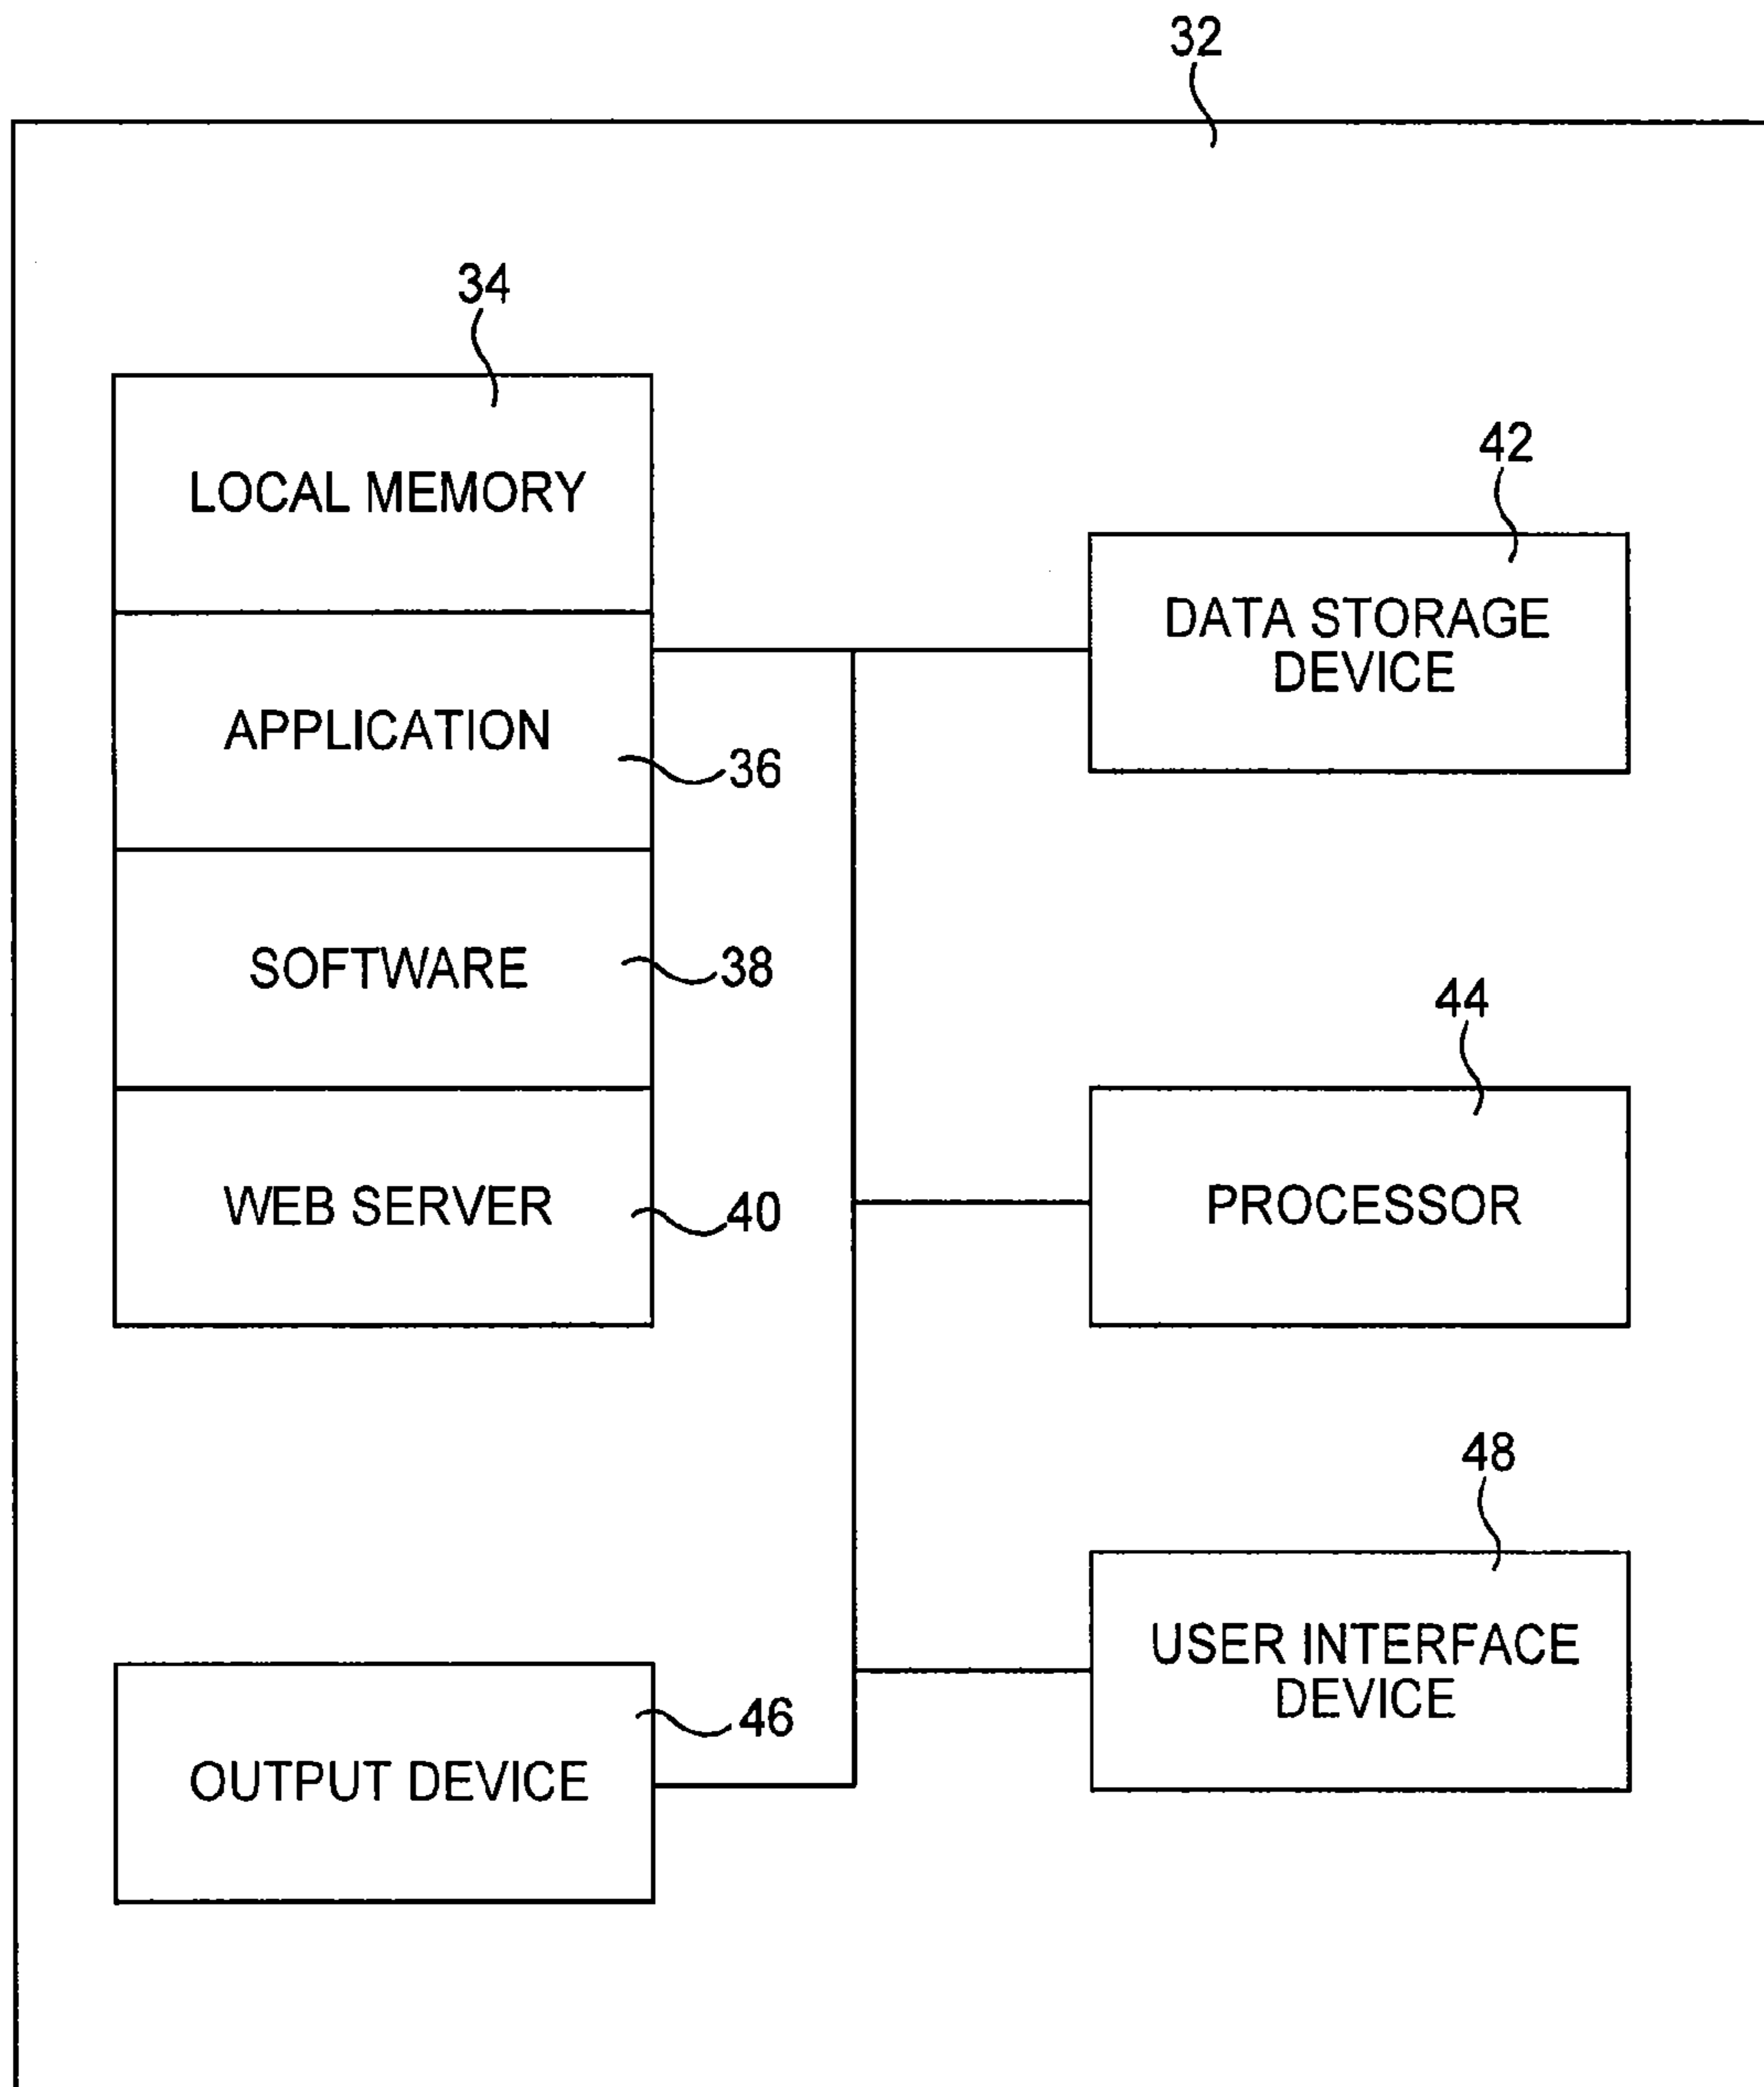 32
34
LOCAL MEMORY
42
DATA STORAGE
DEVICE
APPLICATION
36
SOFTWARE
38
44
WEB SERVER
40
PROCESSOR
48
USER INTERFACE
DEVICE
46
OUTPUT DEVICE